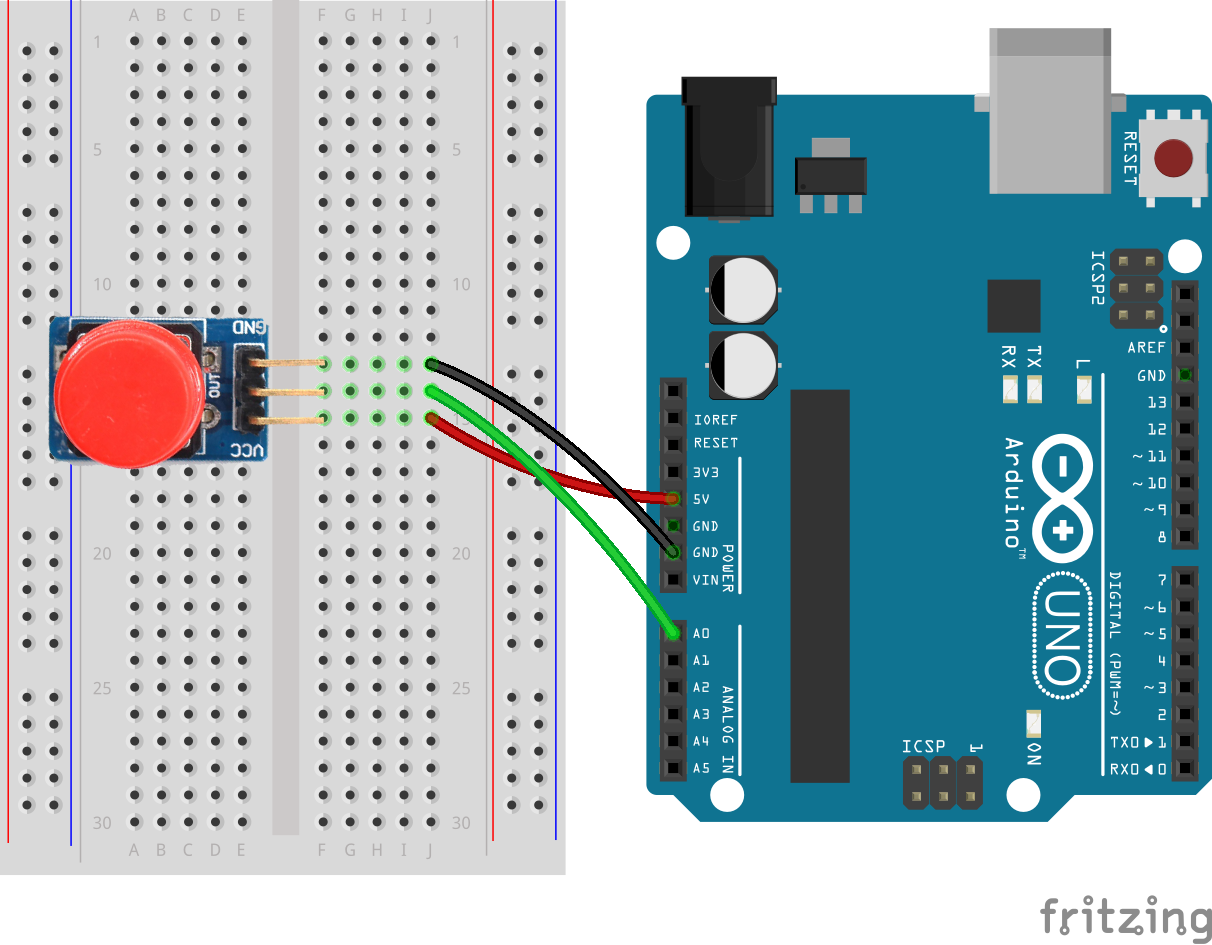 A B C D E F G H I J
1 1
5 5
10 10
15
20 20
25 25
30 30
A B C D E F G H I J
GND
OUT
VCC
RESET
ICSP2
IOREF
RESET
3V3
5V
GND
GND
VIN
POWER
A0
A1
A2
A3
A4
A5
ANALOG IN
RX TX L
AREF
GND
13
12
~11
~10
~9
8
7
~6
~5
4
~3
2
TX0▶1
RX0◀0
DIGITAL (PWM=~)
Arduino™
UNO
ON
ICSP 1
fritzing